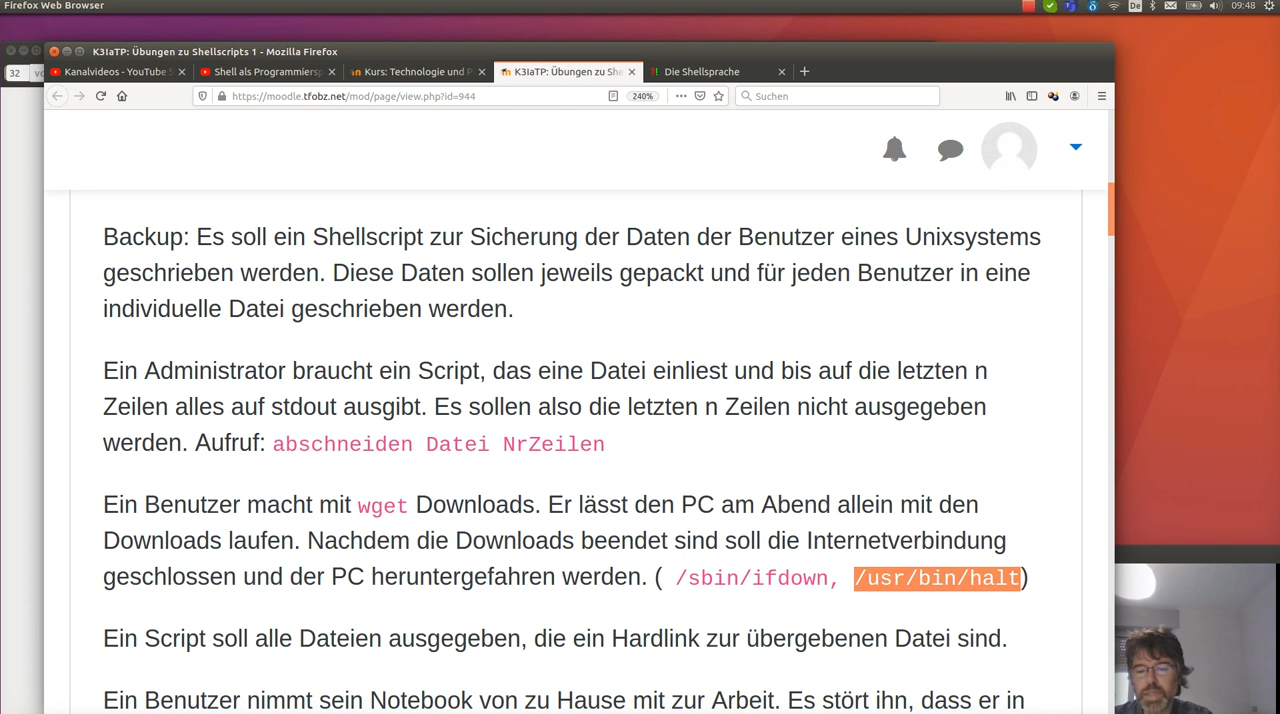 Firefox Web Browser
De
09:48
K3IaTP: Übungen zu Shellscripts 1 - Mozilla Firefox
32
Kanalvideos - YouTube S
Shell als Programmiersp
Kurs: Technologie und P
K3IaTP: Übungen zu She
Die Shellsprache
https://moodle.tfobz.net/mod/page/view.php?id=944
240%
Suchen
Backup: Es soll ein Shellscript zur Sicherung der Daten der Benutzer eines Unixsystems
geschrieben werden. Diese Daten sollen jeweils gepackt und für jeden Benutzer in eine
individuelle Datei geschrieben werden.
Ein Administrator braucht ein Script, das eine Datei einliest und bis auf die letzten n
Zeilen alles auf stdout ausgibt. Es sollen also die letzten n Zeilen nicht ausgegeben
werden. Aufruf: abschneiden Datei NrZeilen
Ein Benutzer macht mit wget Downloads. Er lässt den PC am Abend allein mit den
Downloads laufen. Nachdem die Downloads beendet sind soll die Internetverbindung
geschlossen und der PC heruntergefahren werden. ( /sbin/ifdown, /usr/bin/halt)
Ein Script soll alle Dateien ausgegeben, die ein Hardlink zur übergebenen Datei sind.
Ein Benutzer nimmt sein Notebook von zu Hause mit zur Arbeit. Es stört ihn, dass er in